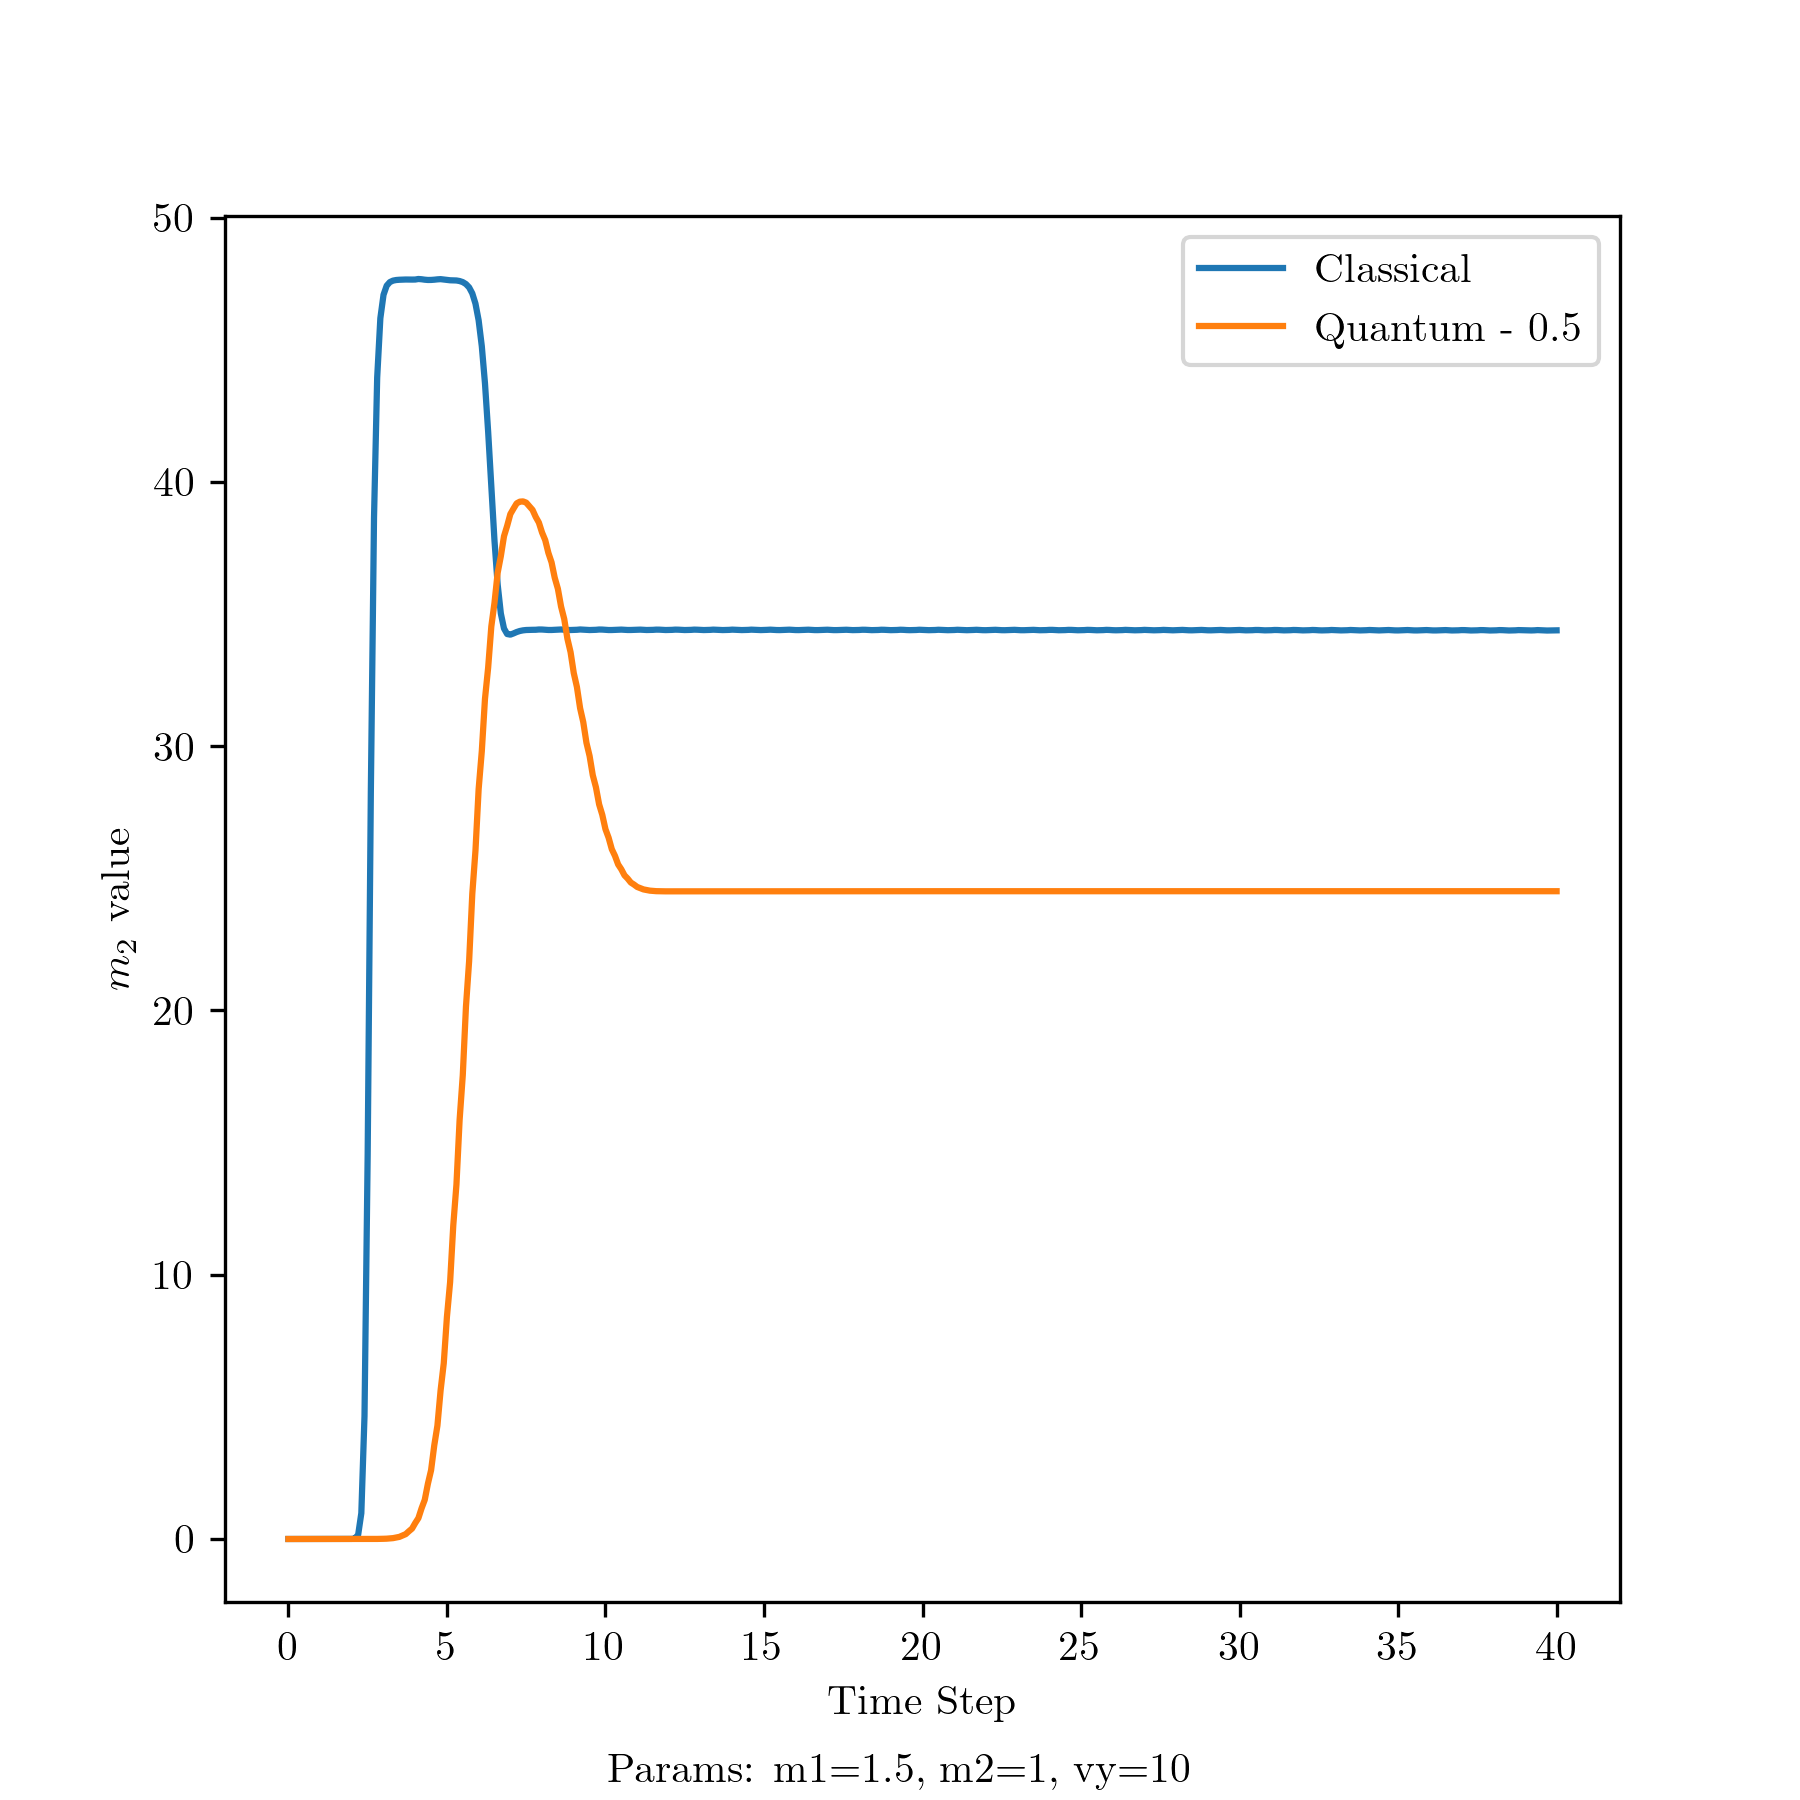 50
40
30
20
10
0
m₂ value
Classical
Quantum - 0.5
0 5 10 15 20 25 30 35 40
Time Step
Params: m1=1.5, m2=1, vy=10